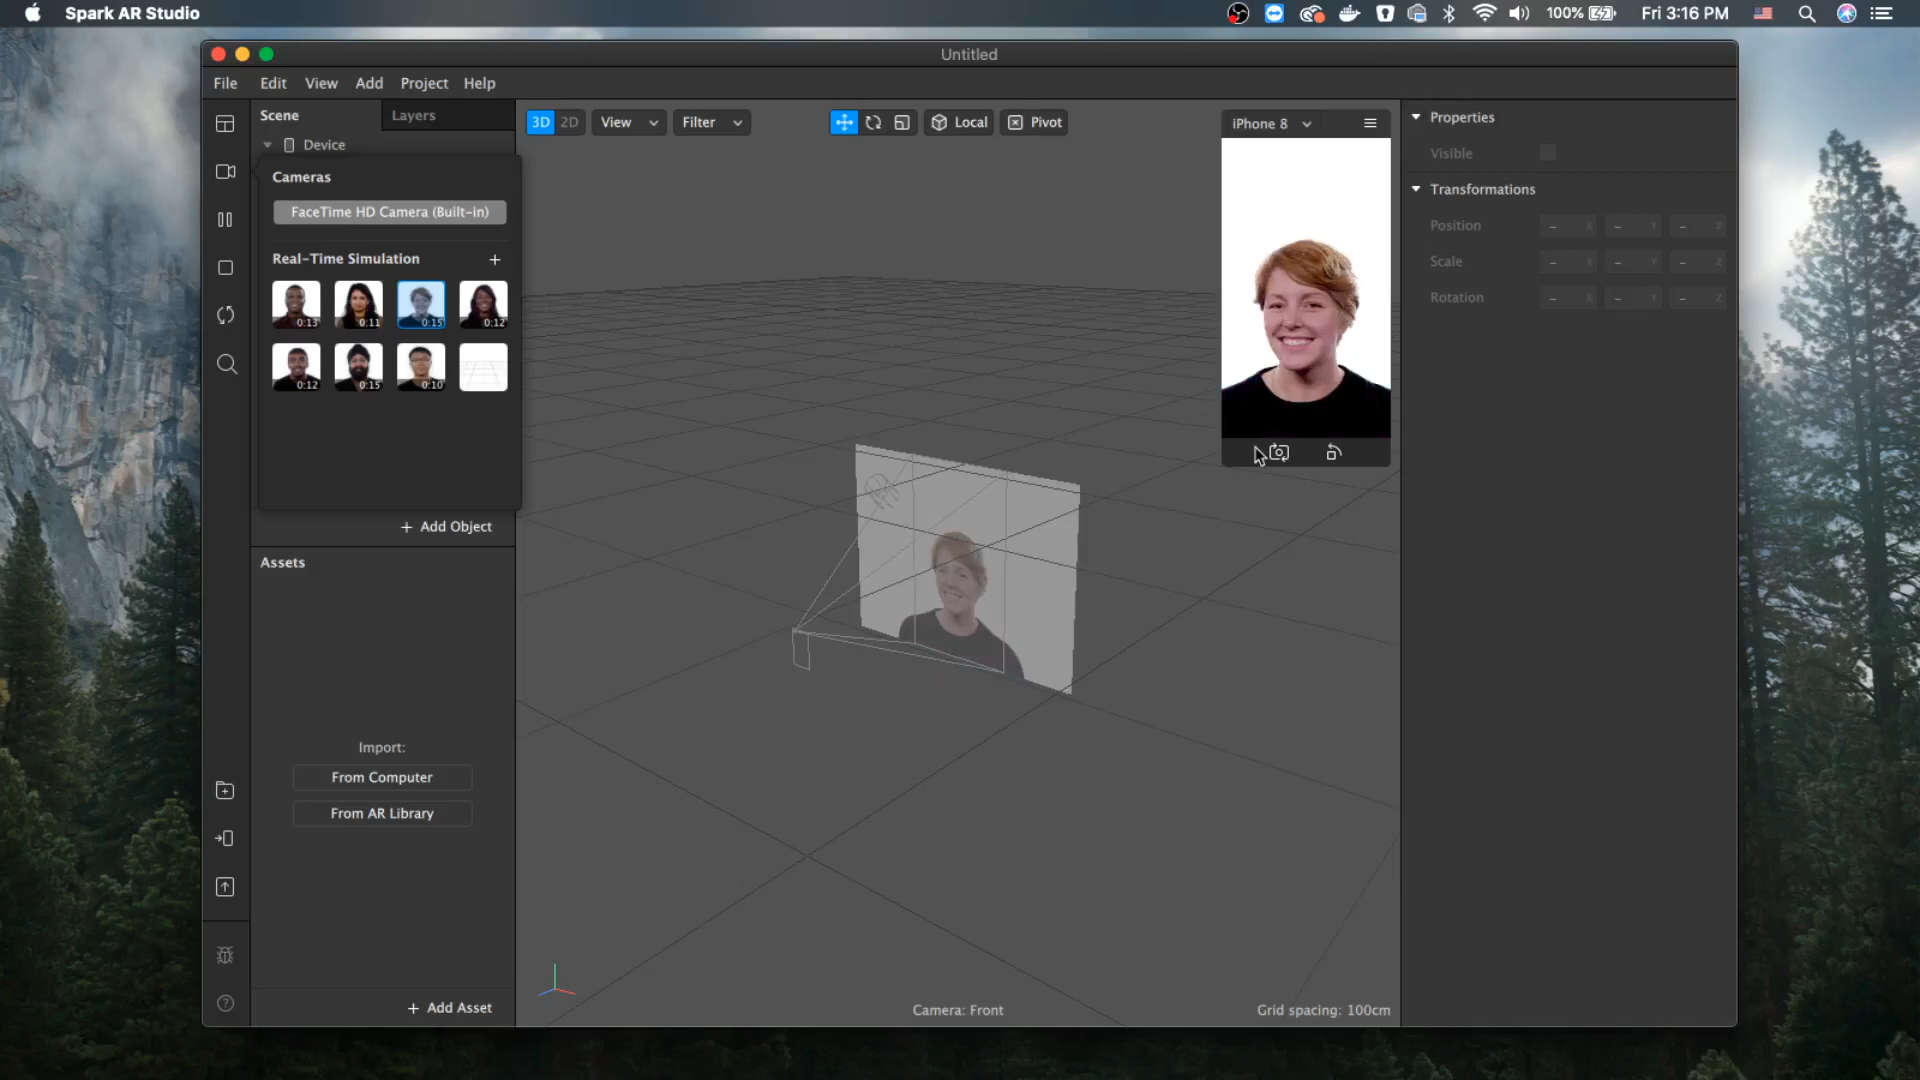 Spark AR Studio
100%
Fri 3:16 PM
Untitled
File Edit View Add Project Help
Scene Layers
Device
Cameras
FaceTime HD Camera (Built-in)
Real-Time Simulation +
0:13 0:11 0:15 0:12
0:12 0:15 0:10
+ Add Object
Assets
Import:
From Computer
From AR Library
+ Add Asset
3D 2D View Filter
Local Pivot
iPhone 8
Camera: Front
Grid spacing: 100cm
Properties
Visible
Transformations
Position – X – Y – Z
Scale – X – Y – Z
Rotation – X – Y – Z